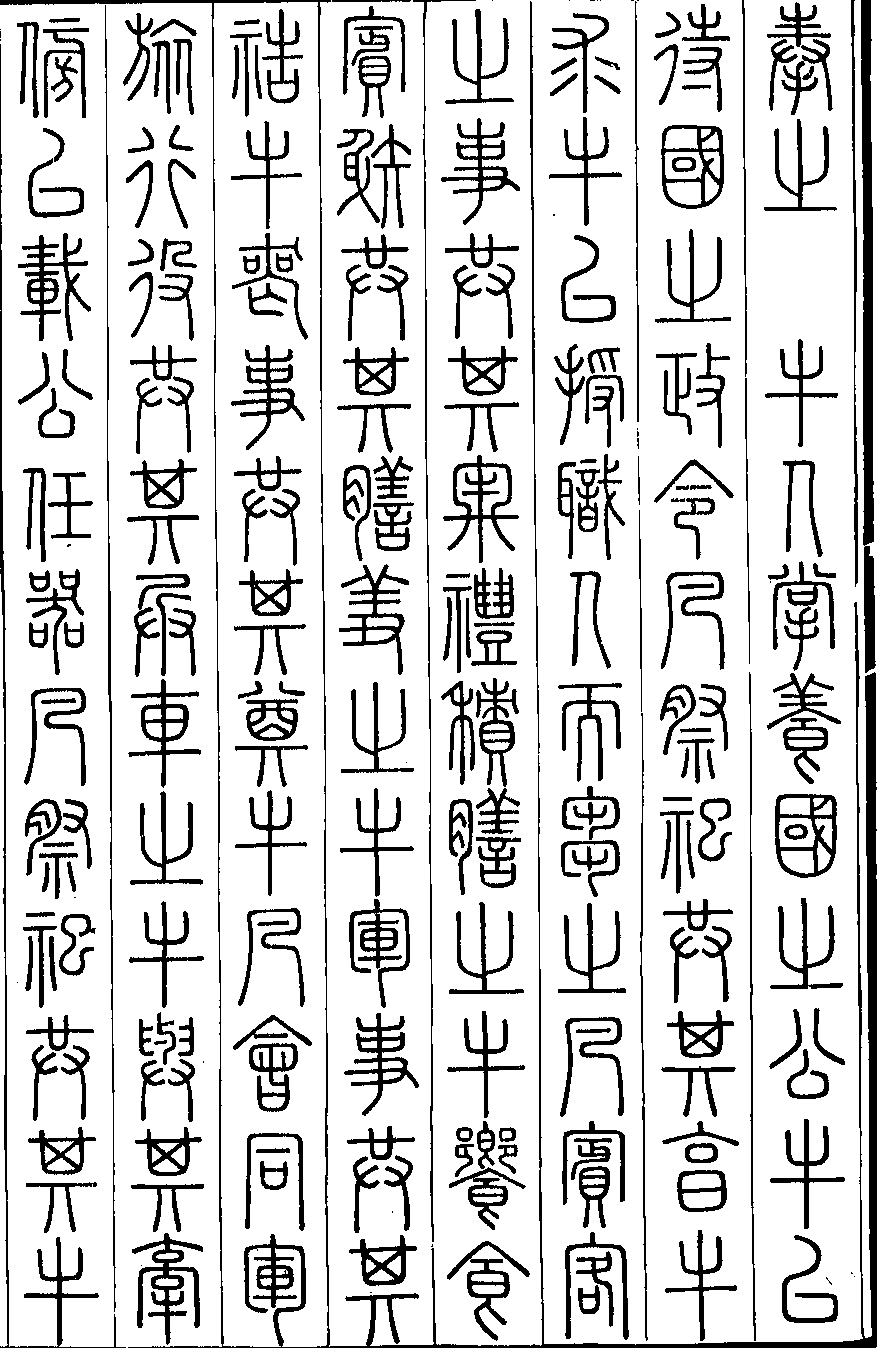 奉之　牛人掌養國之公牛以
待國之政令凡祭祀共其享牛
求牛以授職人而芻之凡賓客
之事共其牢禮積膳之牛饗食
賓射共其膳羞之牛軍事共其
祰牛喪事共其奠牛凡會同軍
旅行役共其兵車之牛與其牽
傍以載公任器凡祭祀共其牛